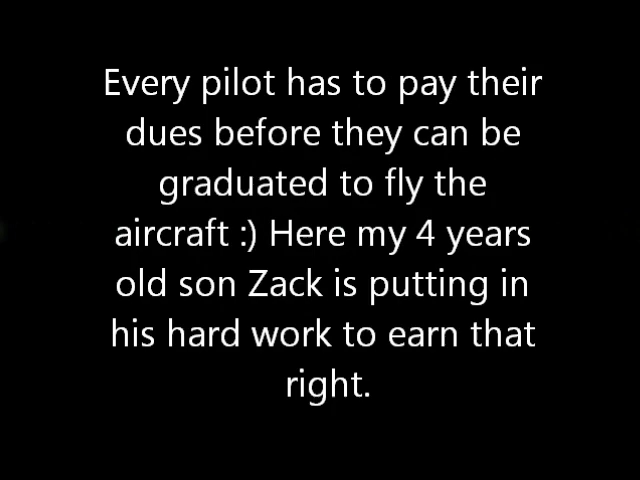 Every pilot has to pay their
dues before they can be
graduated to fly the
aircraft :) Here my 4 years
old son Zack is putting in
his hard work to earn that
right.